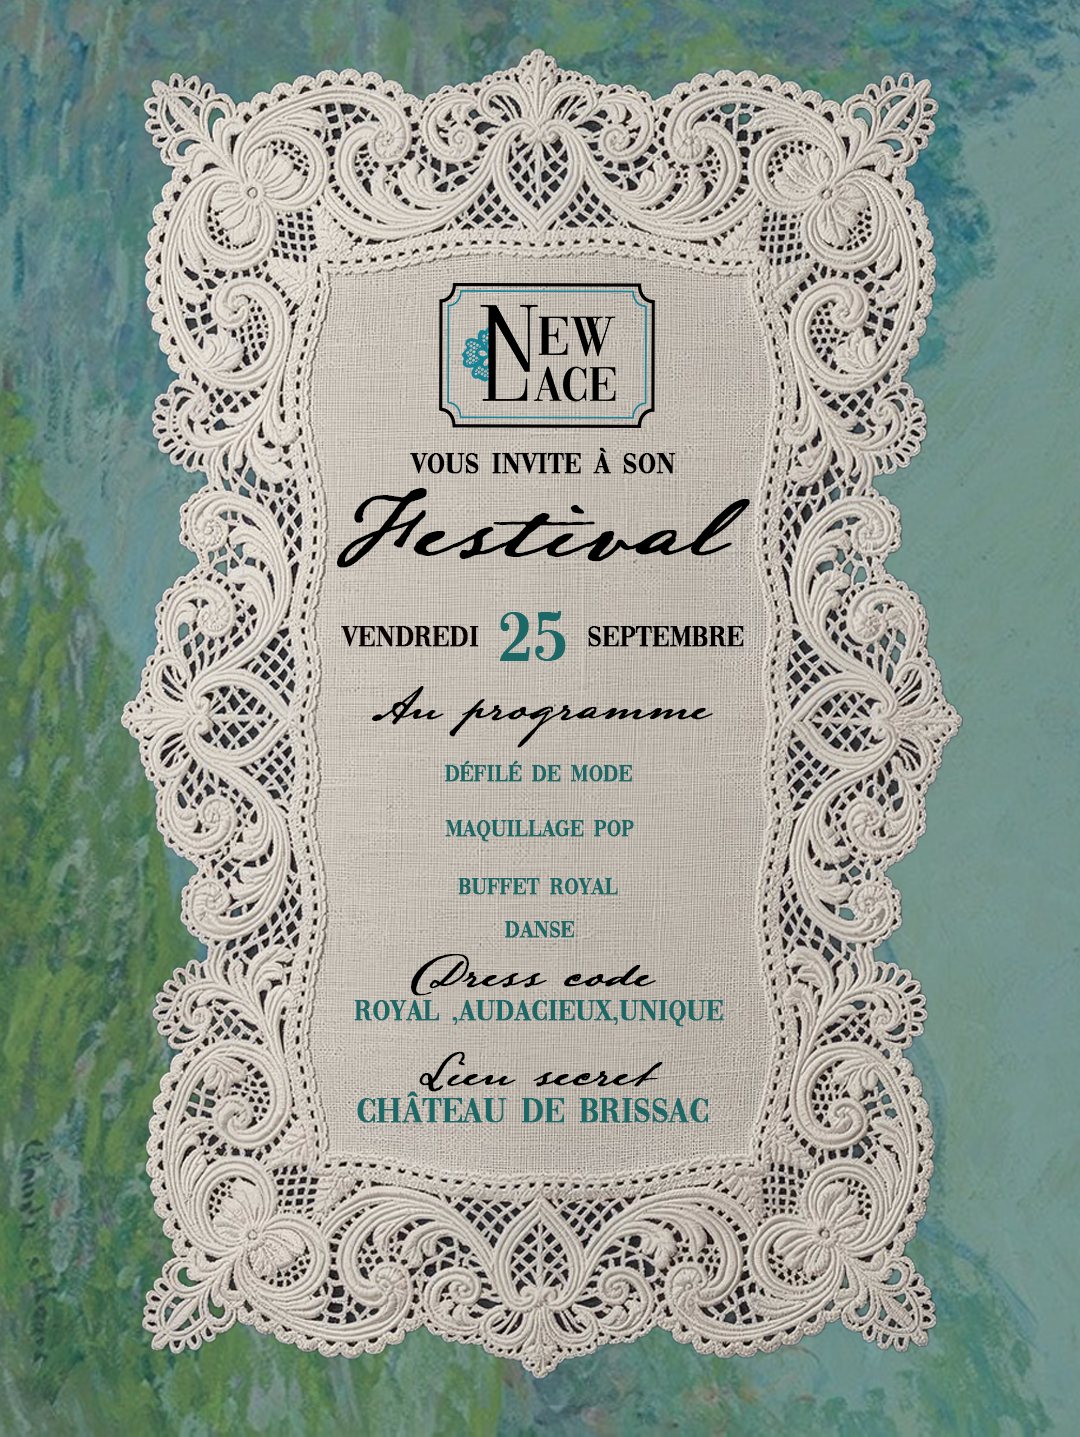 NEW
LACE
VOUS INVITE À SON
Festival
VENDREDI 25 SEPTEMBRE
Au programme
DÉFILÉ DE MODE
MAQUILLAGE POP
BUFFET ROYAL
DANSE
Dress code
ROYAL ,AUDACIEUX,UNIQUE
Lieu secret
CHÂTEAU DE BRISSAC